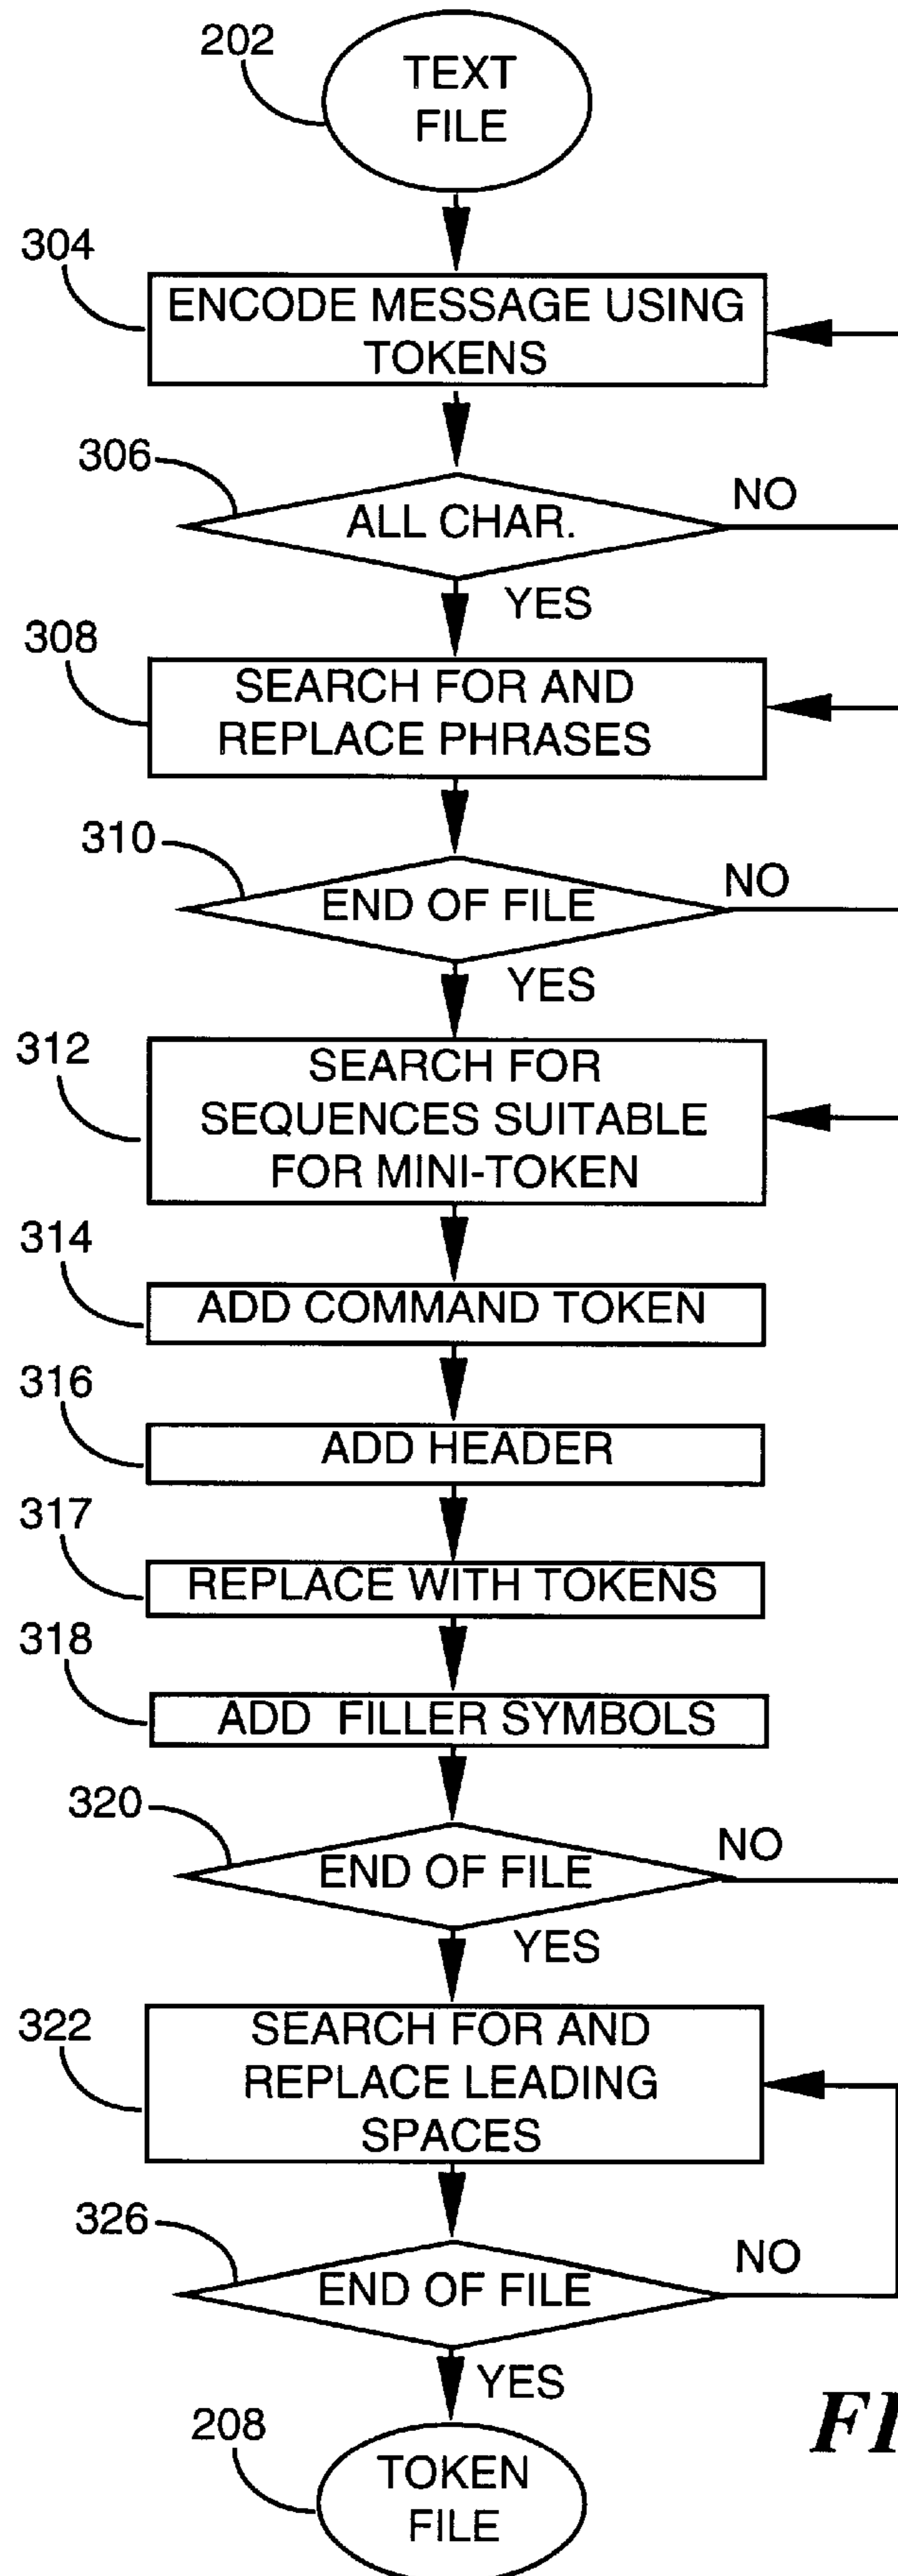 202
TEXT
FILE
304
ENCODE MESSAGE USING
TOKENS
306
ALL CHAR.
NO
YES
308
SEARCH FOR AND
REPLACE PHRASES
310
END OF FILE
NO
YES
312
SEARCH FOR
SEQUENCES SUITABLE
FOR MINI-TOKEN
314
ADD COMMAND TOKEN
316
ADD HEADER
317
REPLACE WITH TOKENS
318
ADD FILLER SYMBOLS
320
END OF FILE
NO
YES
322
SEARCH FOR AND
REPLACE LEADING
SPACES
326
END OF FILE
NO
YES
208
TOKEN
FILE